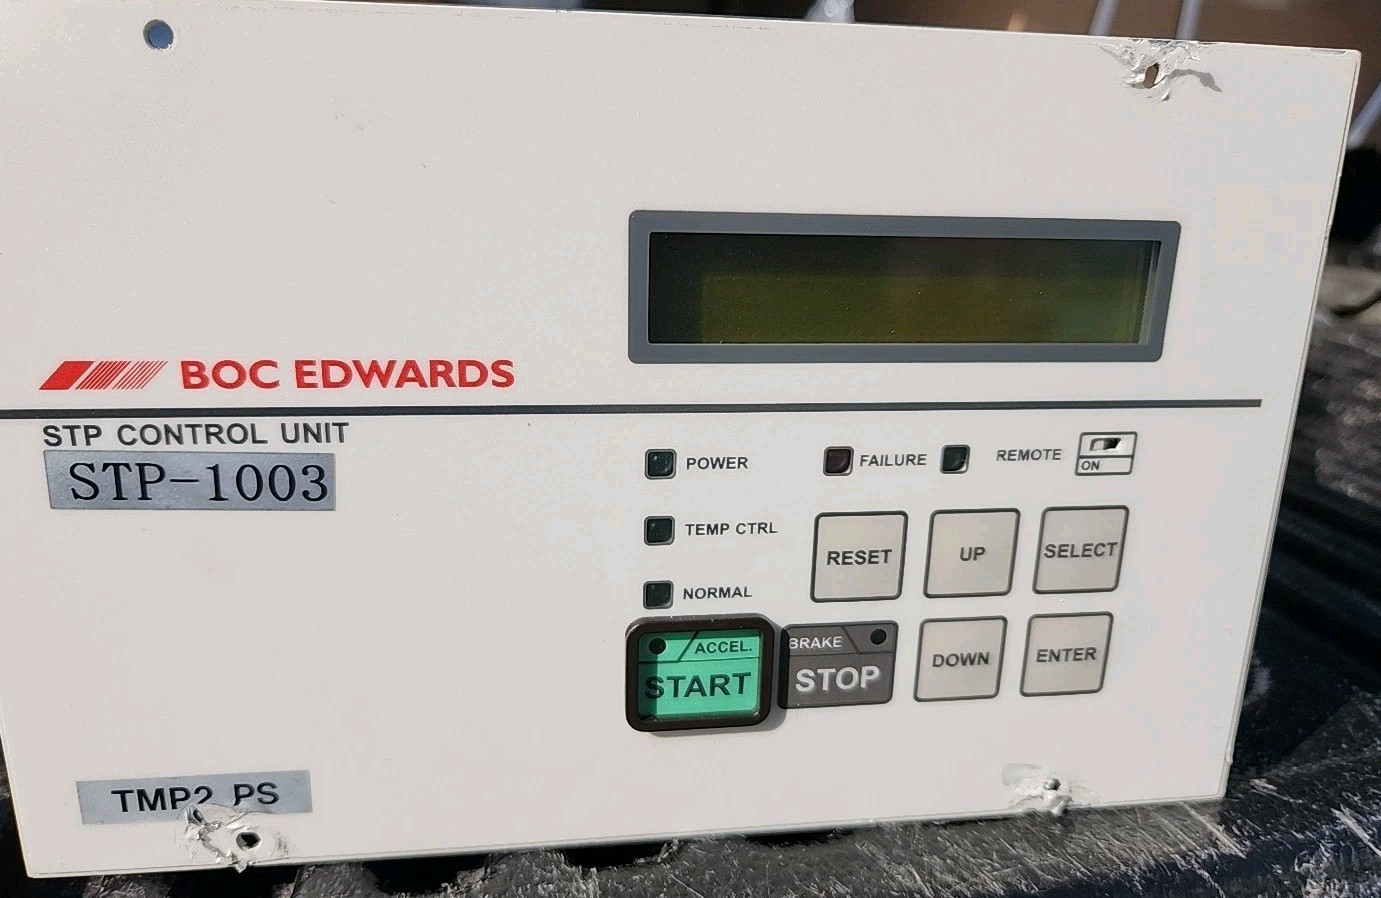 BOC EDWARDS
STP CONTROL UNIT
STP-1003
POWER
FAILURE
REMOTE
ON
TEMP CTRL
NORMAL
RESET
UP
SELECT
ACCEL.
START
BRAKE
STOP
DOWN
ENTER
TMP2 PS